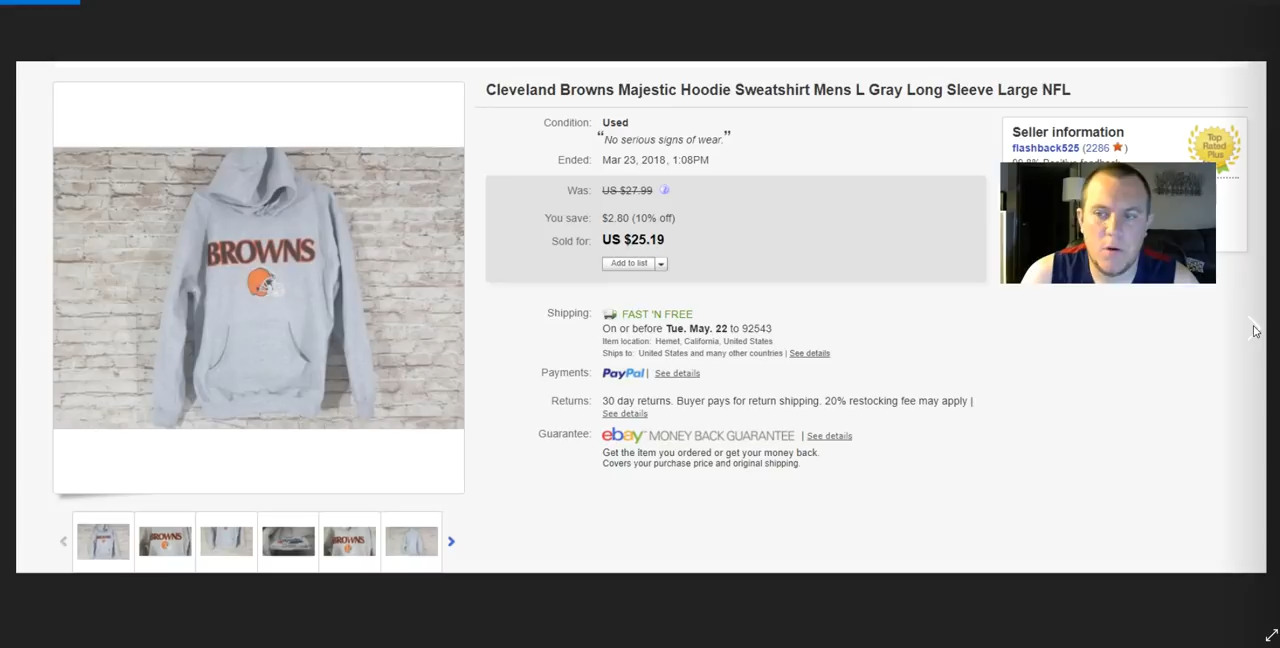 Cleveland Browns Majestic Hoodie Sweatshirt Mens L Gray Long Sleeve Large NFL
Condition: Used
“No serious signs of wear.”
Ended: Mar 23, 2018, 1:08PM
Was: US $27.99
You save: $2.80 (10% off)
Sold for: US $25.19
Add to list
Shipping: FAST 'N FREE
On or before Tue. May. 22 to 92543
Item location: Hemet, California, United States
Ships to: United States and many other countries | See details
Payments: PayPal | See details
Returns: 30 day returns. Buyer pays for return shipping. 20% restocking fee may apply |
See details
Guarantee: ebay MONEY BACK GUARANTEE | See details
Get the item you ordered or get your money back.
Covers your purchase price and original shipping.
Seller information
flashback525 (2286 )
Top
Rated
Plus
BROWNS
BROWNS
BROWNS
BROWNS